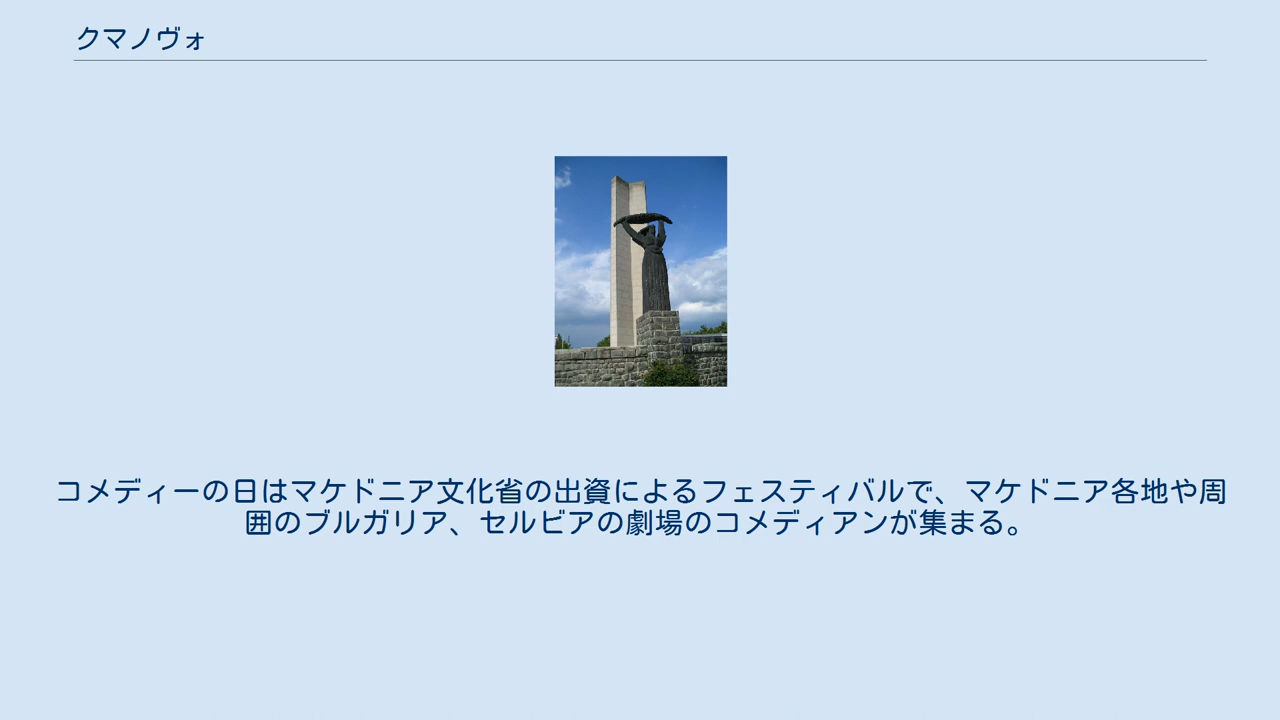 クマノヴォ
コメディーの日はマケドニア文化省の出資によるフェスティバルで、マケドニア各地や周
囲のブルガリア、セルビアの劇場のコメディアンが集まる。